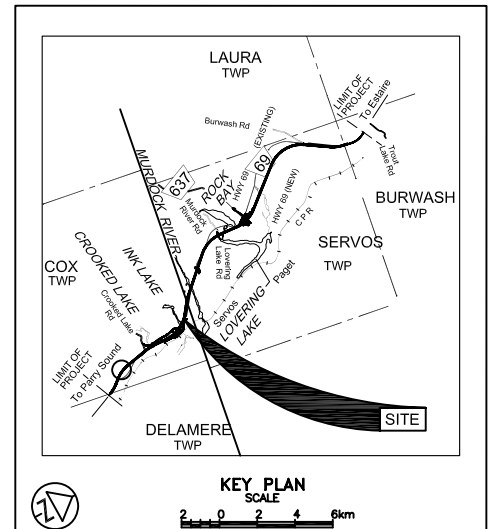 LAURA
TWP
LIMIT OF
PROJECT
To Estaire
Burwash Rd
HWY 69 (EXISTING)
69
Trout
Lake Rd
MURDOCK RIVER
637
ROCK
BAY
Murdock
River Rd
HWY 69 (NEW)
C P R
BURWASH
TWP
SERVOS
TWP
COX
TWP
CROOKED LAKE
INK LAKE
Crooked Lake
Rd
Lovering
Lake Rd
Paget
Servos
LOVERING
LAKE
LIMIT OF
PROJECT
To Parry Sound
DELAMERE
TWP
SITE
KEY PLAN
SCALE
2 0 2 4 6km
Z